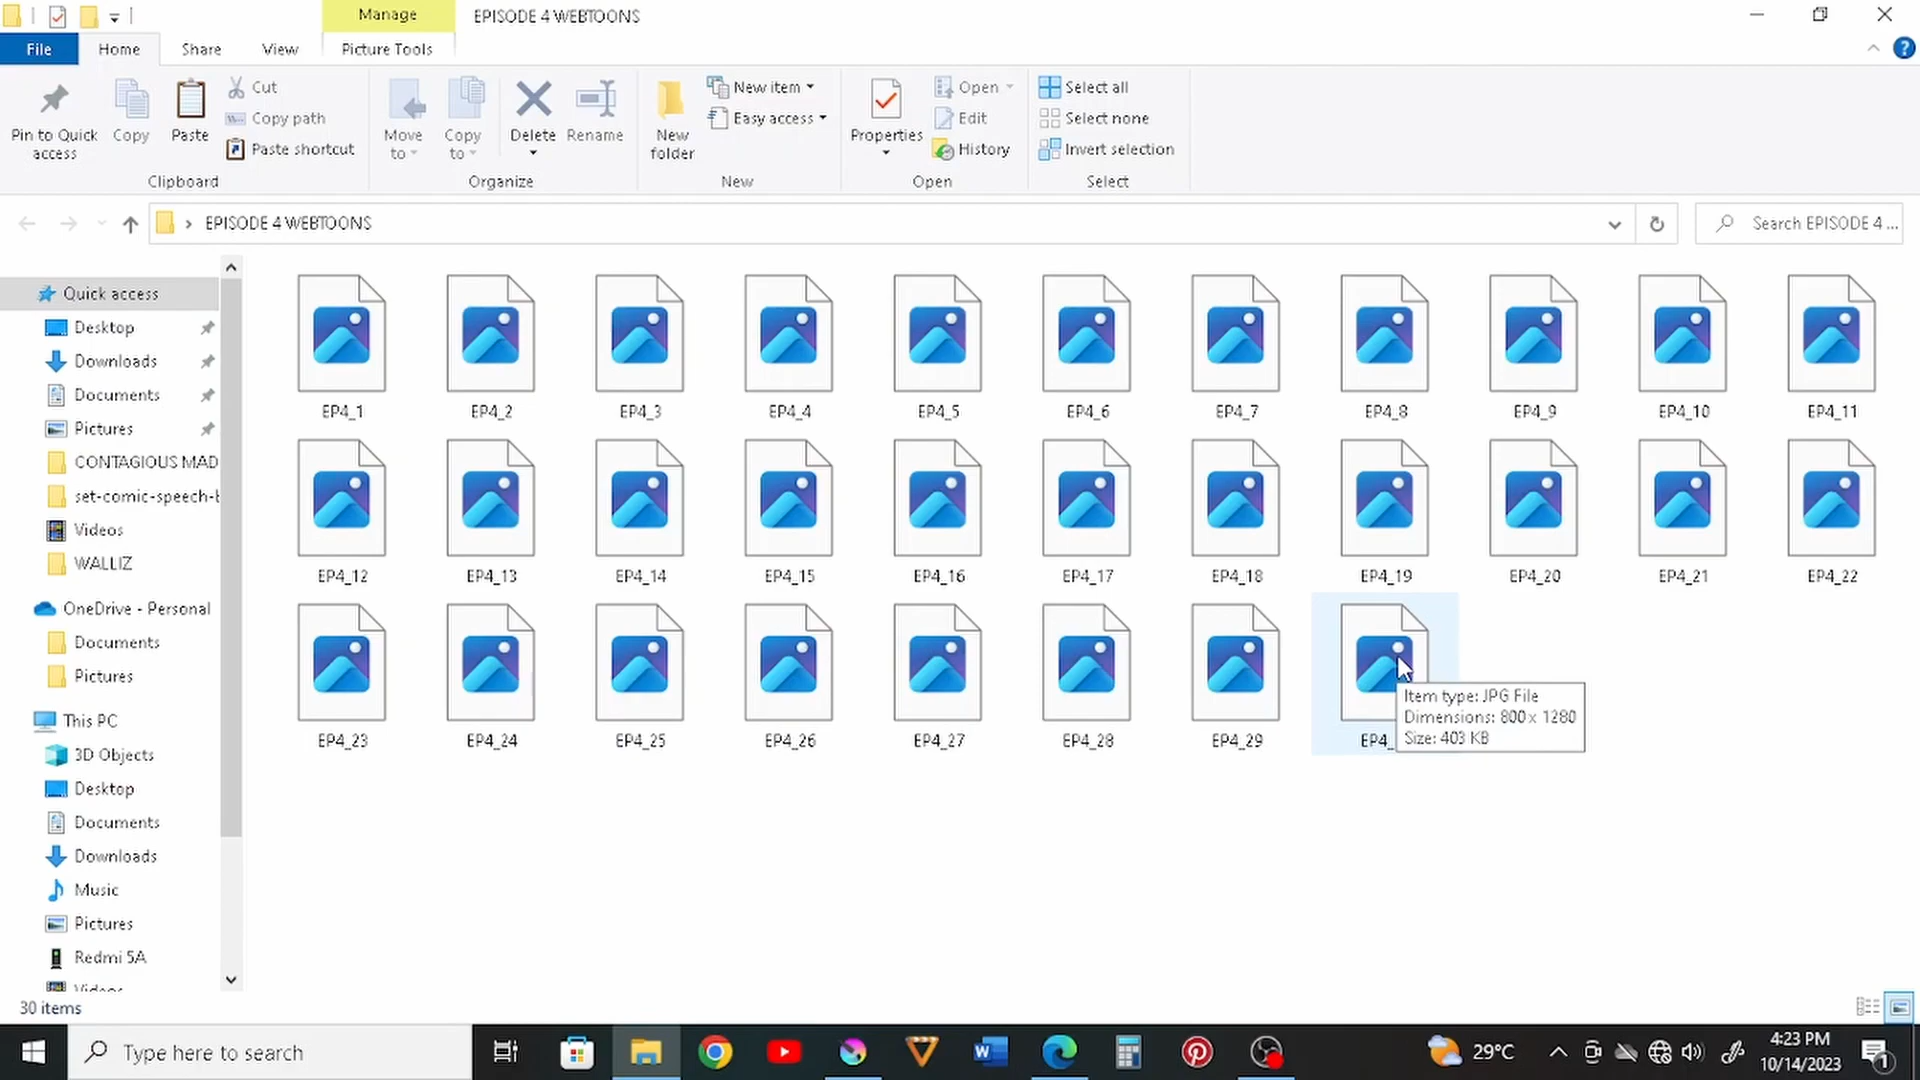 Manage
EPISODE 4 WEBTOONS
File
Home
Share
View
Picture Tools
Pin to Quick access
Copy
Paste
Cut
Copy path
Paste shortcut
Clipboard
Move to
Copy to
Delete
Rename
Organize
New folder
New item
Easy access
New
Properties
Open
Edit
History
Open
Select all
Select none
Invert selection
Select
EPISODE 4 WEBTOONS
Search EPISODE 4 ...
Quick access
Desktop
Downloads
Documents
Pictures
CONTAGIOUS MAD
set-comic-speech-b
Videos
WALLIZ
OneDrive - Personal
Documents
Pictures
This PC
3D Objects
Desktop
Documents
Downloads
Music
Pictures
Redmi 5A
Videos
EP4_1
EP4_2
EP4_3
EP4_4
EP4_5
EP4_6
EP4_7
EP4_8
EP4_9
EP4_10
EP4_11
EP4_12
EP4_13
EP4_14
EP4_15
EP4_16
EP4_17
EP4_18
EP4_19
EP4_20
EP4_21
EP4_22
EP4_23
EP4_24
EP4_25
EP4_26
EP4_27
EP4_28
EP4_29
EP4_
Item type: JPG File
Dimensions: 800 x 1280
Size: 403 KB
30 items
Type here to search
29°C
4:23 PM
10/14/2023
1